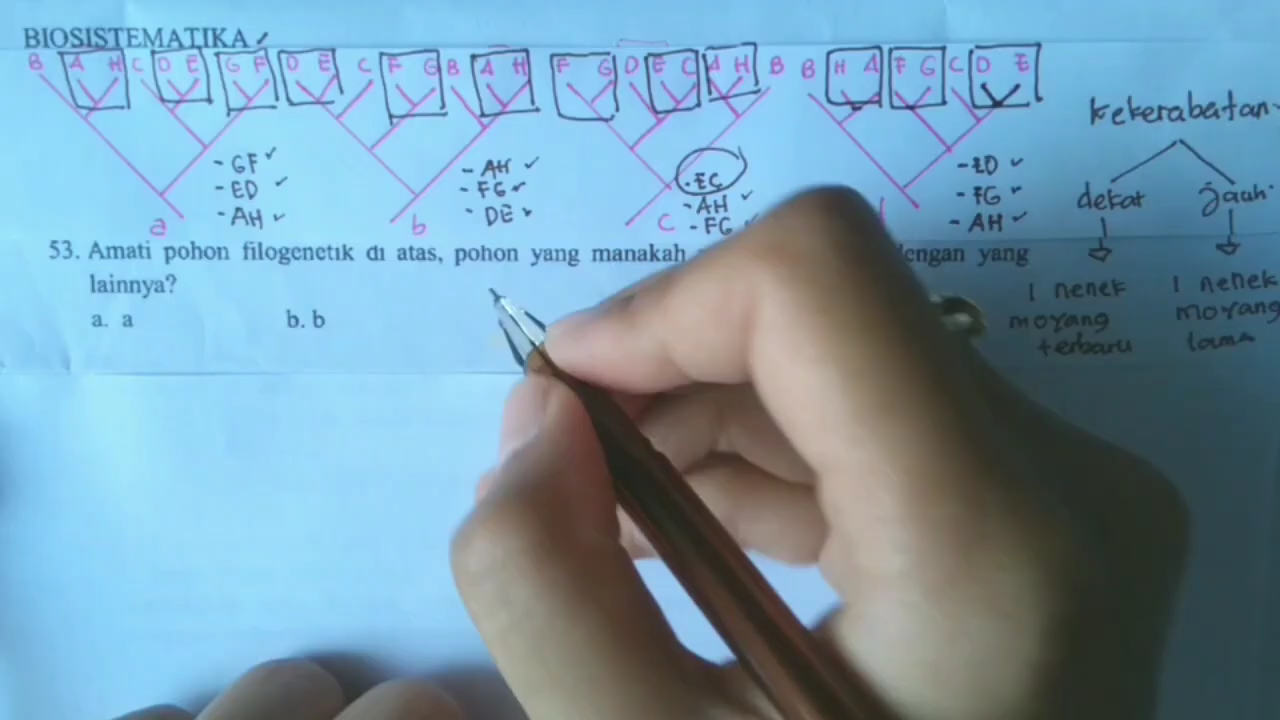 BIOSISTEMATIKA
B A H C D E G F D E C F G B A H F G D E C A H B B H A F G C D E
kekerabatan
- GF ✓ - AH ✓ - EC - ED ✓
- ED ✓ - FG ✓ - AH ✓ - FG ✓
- AH ✓ - DE ✓ - FG - AH ✓
dekat jauh
a b c
53. Amati pohon filogenetik di atas, pohon yang manakah dengan yang
lainnya?
1 nenek 1 nenek
moyang moyang
terbaru lama
a. a b. b